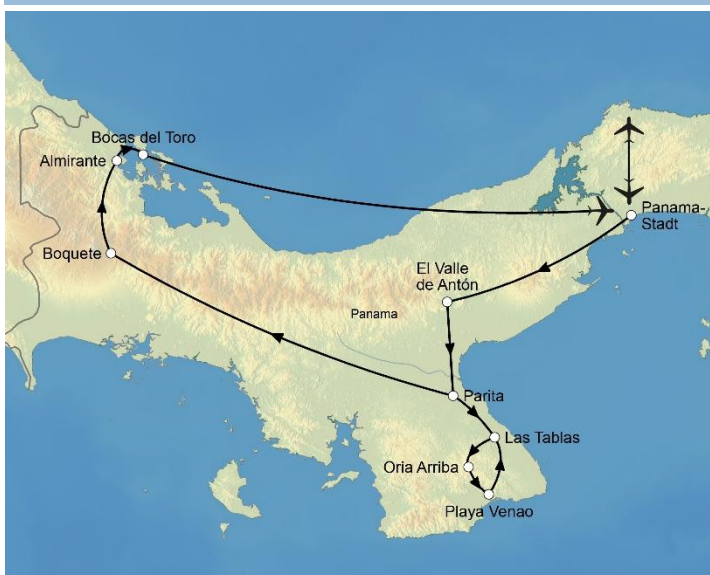 Bocas del Toro
Almirante
Panama-
Stadt
Boquete
El Valle
de Antón
Panama
Parita
Las Tablas
Oria Arriba
Playa Venao